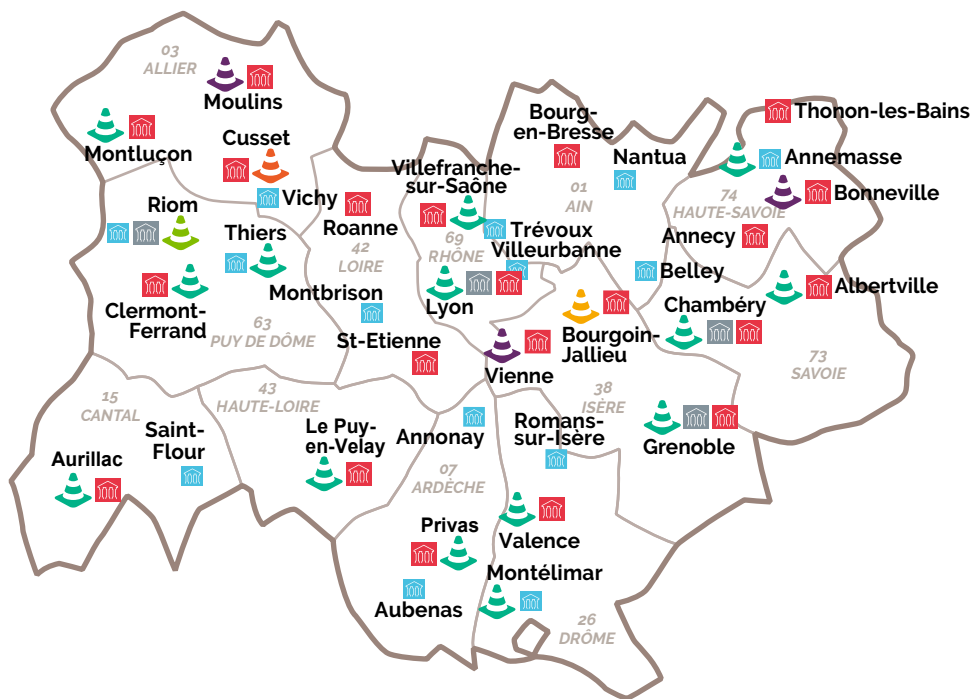 03
ALLIER
Moulins
Montluçon
Cusset
Vichy
Riom
Thiers
Clermont-
Ferrand
63
PUY DE DÔME
Roanne
42
LOIRE
Montbrison
St-Etienne
Villefranche-
sur-Saône
69
RHÔNE
Lyon
Trévoux
Villeurbanne
Bourg-
en-Bresse
01
AIN
Nantua
Belley
Thonon-les-Bains
Annemasse
Bonneville
74
HAUTE-SAVOIE
Annecy
Albertville
Chambéry
73
SAVOIE
Bourgoin-
Jallieu
Vienne
38
ISÈRE
Grenoble
15
CANTAL
Saint-
Flour
Aurillac
43
HAUTE-LOIRE
Le Puy-
en-Velay
Annonay
07
ARDÈCHE
Privas
Aubenas
Romans-
sur-Isère
Valence
Montélimar
26
DRÔME